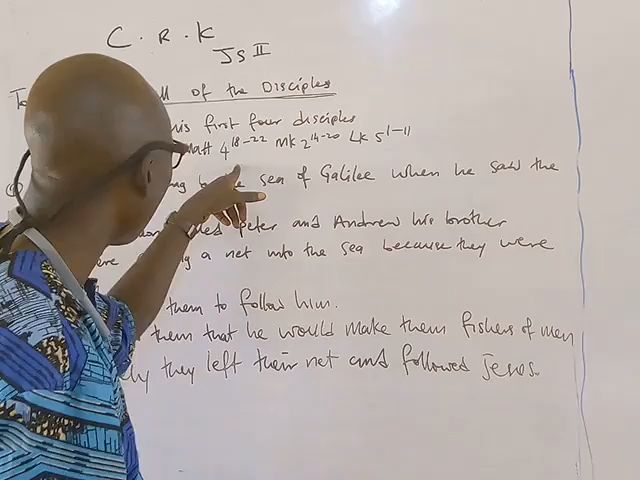 C. R. K
JS II
of the Disciples
his first four disciples
Matt 4 18-22 Mk 2 14-20 Lk 5 1-11
sea of Galilee when he saw the
Peter and Andrew his brother
a net into the sea because they were
them to follow him.
them that he would make them fishers of men
they left their net and followed Jesus.